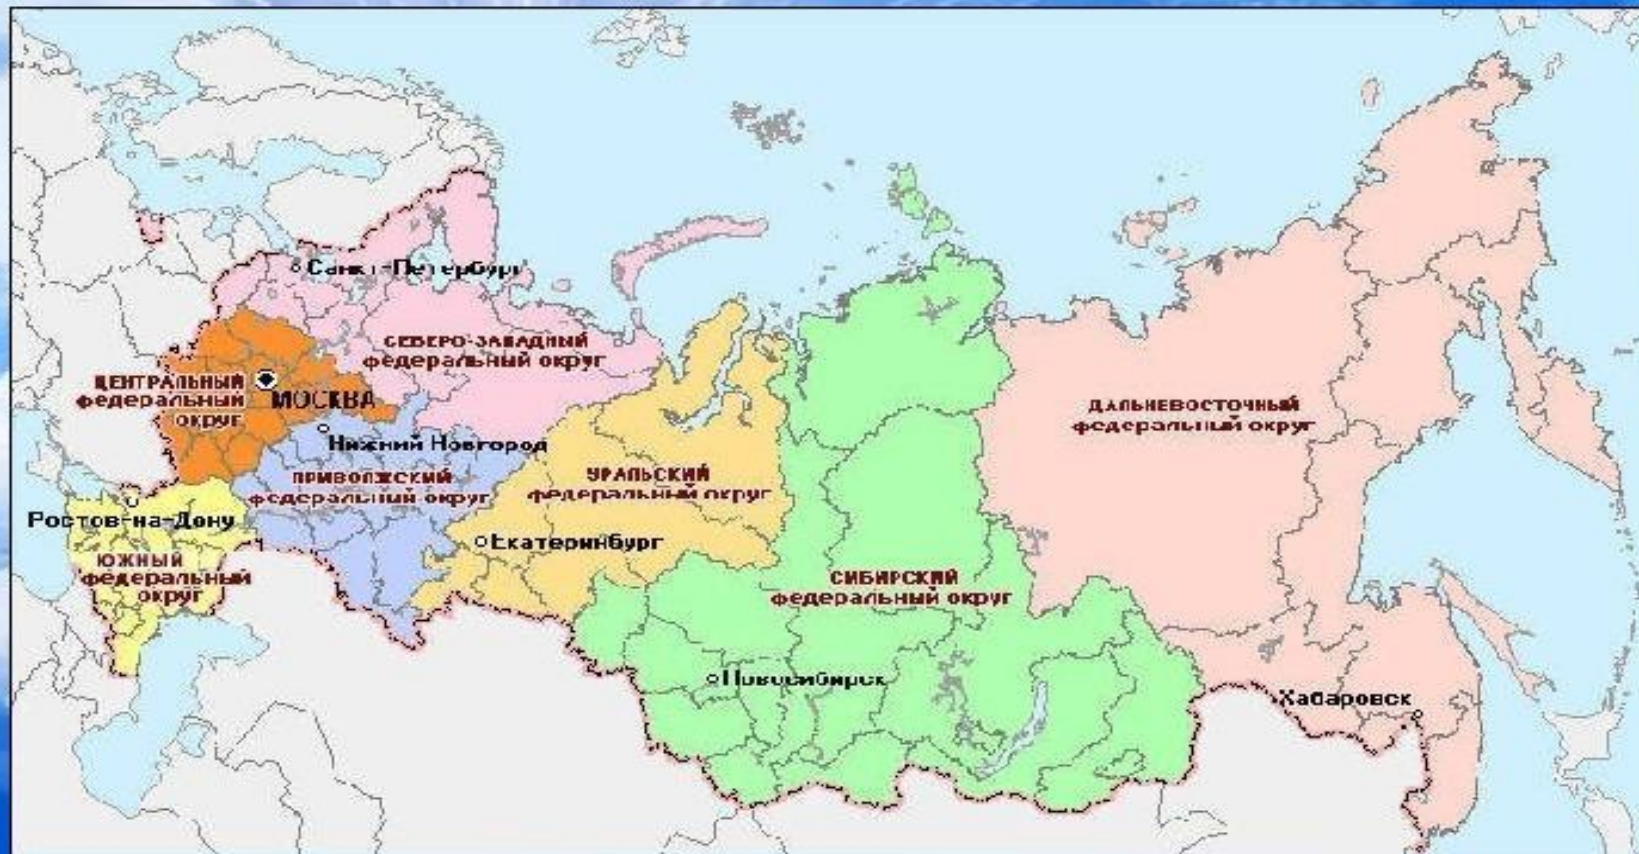 Санкт-Петербург
СЕВЕРО-ЗАПАДНЫЙ
федеральный округ
ЦЕНТРАЛЬНЫЙ
федеральный
округ
МОСКВА
Нижний Новгород
ПРИВОЛЖСКИЙ
федеральный округ
УРАЛЬСКИЙ
федеральный округ
ДАЛЬНЕВОСТОЧНЫЙ
федеральный округ
Ростов-на-Дону
Екатеринбург
ЮЖНЫЙ
федеральный
округ
СИБИРСКИЙ
федеральный округ
Новосибирск
Хабаровск